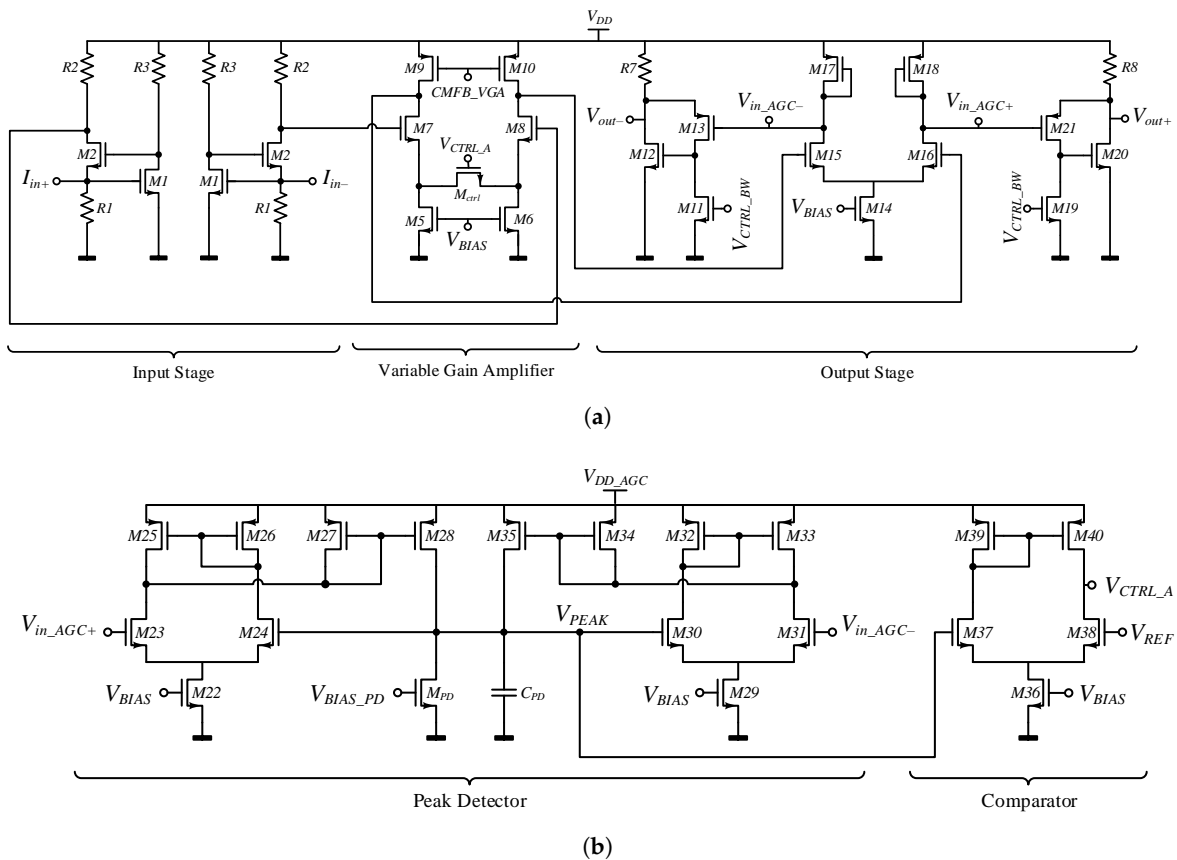 V_DD
R2 R3 R3 R2 M9 M10 R7 M17 M18 R8
CMFB_VGA
V_in_AGC− V_in_AGC+
V_out− M13 M7 M8 M21 V_out+
V_CTRL_A
M2 M2 M12 M15 M16 M20
I_in+ M1 M1 I_in−
M_ctrl
R1 R1 M5 M6 M11 V_BIAS M14 M19
V_BIAS V_CTRL_BW V_CTRL_BW
Input Stage Variable Gain Amplifier Output Stage
(a)
V_DD_AGC
M25 M26 M27 M28 M35 M34 M32 M33 M39 M40
V_CTRL_A
V_in_AGC+ M23 M24 V_PEAK M30 M31 V_in_AGC− M37 M38 V_REF
V_BIAS M22 V_BIAS_PD M_PD C_PD V_BIAS M29 M36 V_BIAS
Peak Detector Comparator
(b)